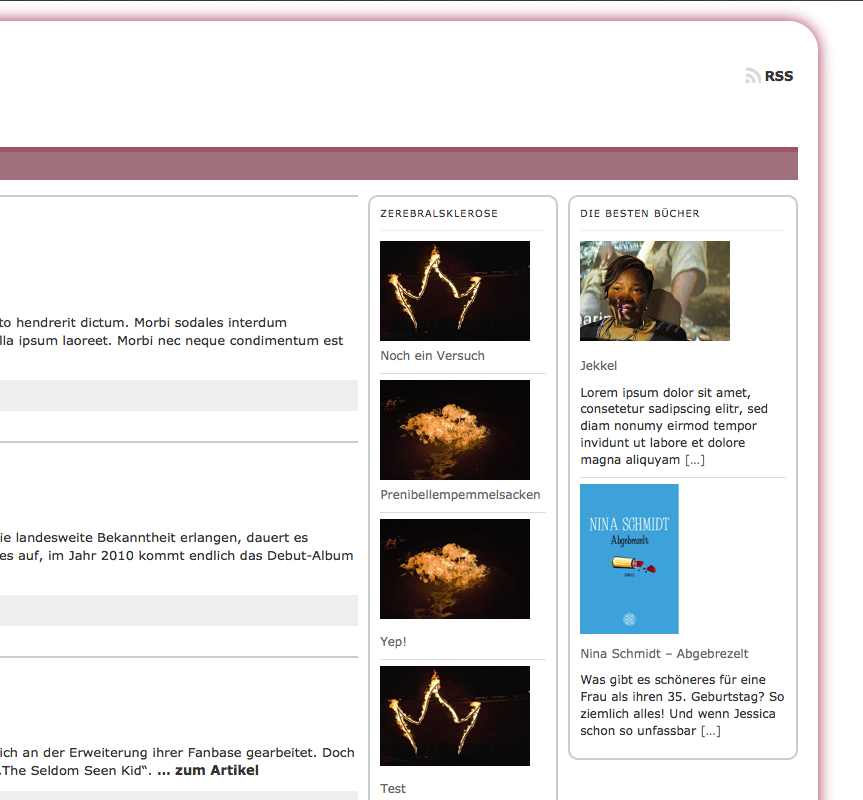 RSS
to hendrerit dictum. Morbi sodales interdum
lla ipsum laoreet. Morbi nec neque condimentum est
ie landesweite Bekanntheit erlangen, dauert es
es auf, im Jahr 2010 kommt endlich das Debut-Album
ich an der Erweiterung ihrer Fanbase gearbeitet. Doch
„The Seldom Seen Kid“. ... zum Artikel
ZEREBRALSKLEROSE
Noch ein Versuch
Prenibellempemmelsacken
Yep!
Test
DIE BESTEN BÜCHER
Jekkel
Lorem ipsum dolor sit amet,
consetetur sadipscing elitr, sed
diam nonumy eirmod tempor
invidunt ut labore et dolore
magna aliquyam [...]
NINA SCHMIDT
Abgebrezelt
Nina Schmidt – Abgebrezelt
Was gibt es schöneres für eine
Frau als ihren 35. Geburtstag? So
ziemlich alles! Und wenn Jessica
schon so unfassbar [...]